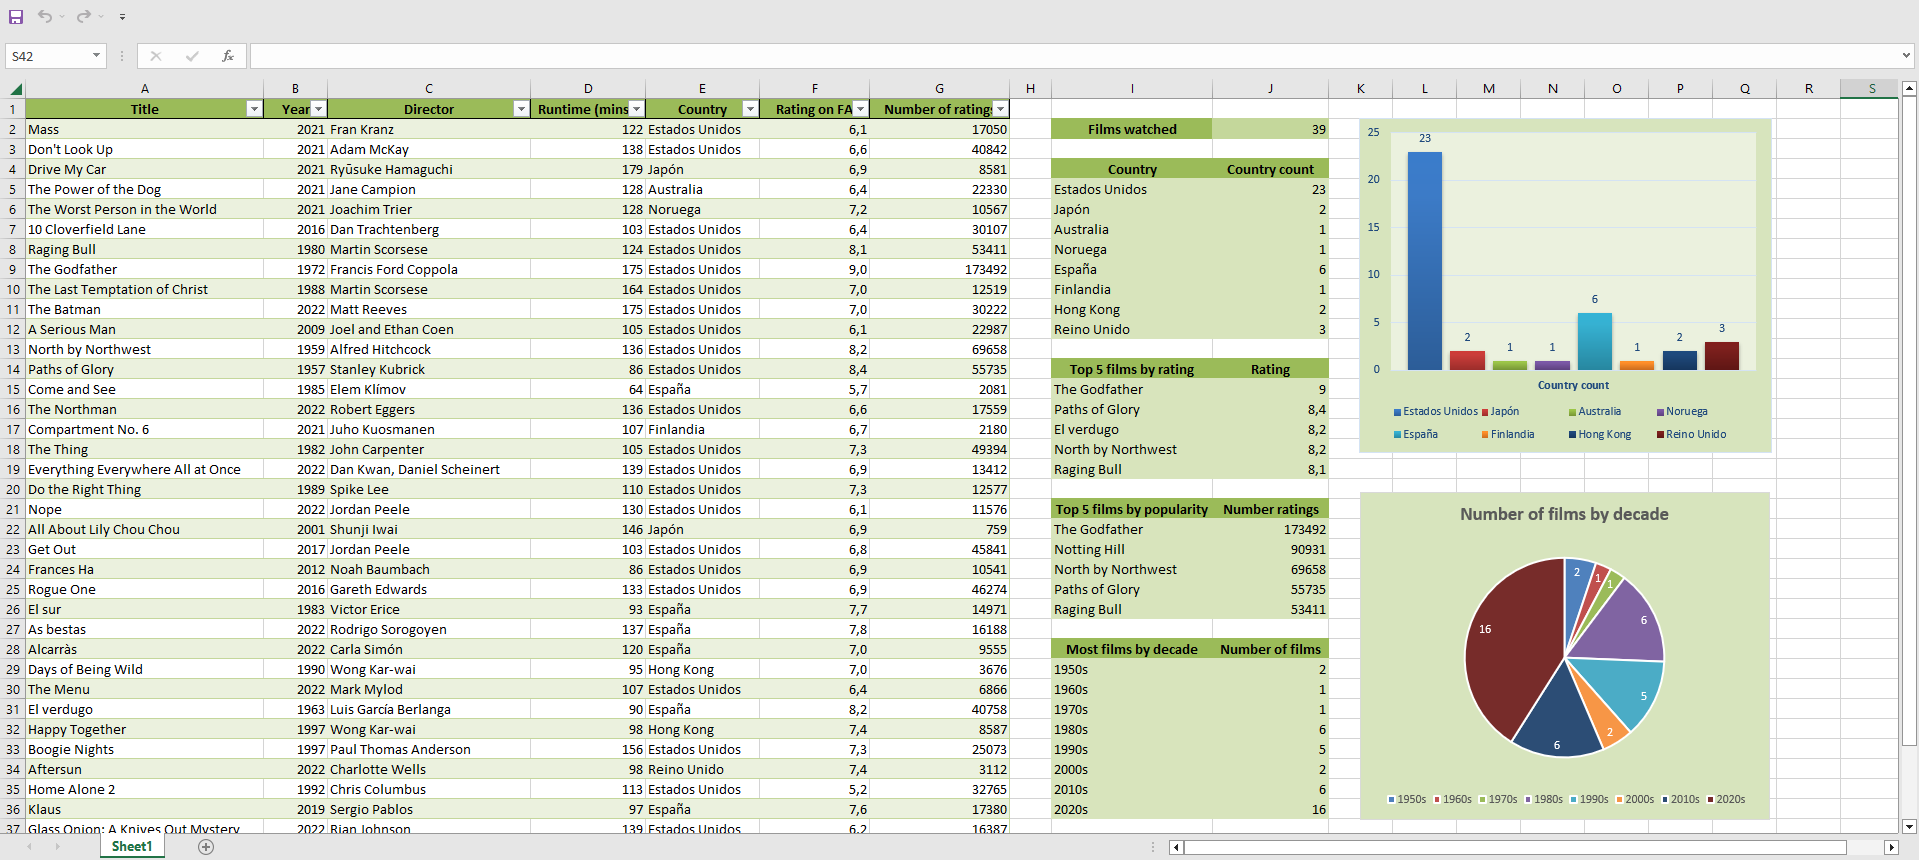 S42
fx
A B C D E F G H I J K L M N O P Q R S
1 Title Year Director Runtime (mins Country Rating on FA Number of ratings
2 Mass 2021 Fran Kranz 122 Estados Unidos 6,1 17050 Films watched 39
3 Don't Look Up 2021 Adam McKay 138 Estados Unidos 6,6 40842
4 Drive My Car 2021 Ryūsuke Hamaguchi 179 Japón 6,9 8581 Country Country count
5 The Power of the Dog 2021 Jane Campion 128 Australia 6,4 22330 Estados Unidos 23
6 The Worst Person in the World 2021 Joachim Trier 128 Noruega 7,2 10567 Japón 2
7 10 Cloverfield Lane 2016 Dan Trachtenberg 103 Estados Unidos 6,4 30107 Australia 1
8 Raging Bull 1980 Martin Scorsese 124 Estados Unidos 8,1 53411 Noruega 1
9 The Godfather 1972 Francis Ford Coppola 175 Estados Unidos 9,0 173492 España 6
10 The Last Temptation of Christ 1988 Martin Scorsese 164 Estados Unidos 7,0 12519 Finlandia 1
11 The Batman 2022 Matt Reeves 175 Estados Unidos 7,0 30222 Hong Kong 2
12 A Serious Man 2009 Joel and Ethan Coen 105 Estados Unidos 6,1 22987 Reino Unido 3
13 North by Northwest 1959 Alfred Hitchcock 136 Estados Unidos 8,2 69658
14 Paths of Glory 1957 Stanley Kubrick 86 Estados Unidos 8,4 55735 Top 5 films by rating Rating
15 Come and See 1985 Elem Klímov 64 España 5,7 2081 The Godfather 9
16 The Northman 2022 Robert Eggers 136 Estados Unidos 6,6 17559 Paths of Glory 8,4
17 Compartment No. 6 2021 Juho Kuosmanen 107 Finlandia 6,7 2180 El verdugo 8,2
18 The Thing 1982 John Carpenter 105 Estados Unidos 7,3 49394 North by Northwest 8,2
19 Everything Everywhere All at Once 2022 Dan Kwan, Daniel Scheinert 139 Estados Unidos 6,9 13412 Raging Bull 8,1
20 Do the Right Thing 1989 Spike Lee 110 Estados Unidos 7,3 12577
21 Nope 2022 Jordan Peele 130 Estados Unidos 6,1 11576 Top 5 films by popularity Number ratings
22 All About Lily Chou Chou 2001 Shunji Iwai 146 Japón 6,9 759 The Godfather 173492
23 Get Out 2017 Jordan Peele 103 Estados Unidos 6,8 45841 Notting Hill 90931
24 Frances Ha 2012 Noah Baumbach 86 Estados Unidos 6,9 10541 North by Northwest 69658
25 Rogue One 2016 Gareth Edwards 133 Estados Unidos 6,9 46274 Paths of Glory 55735
26 El sur 1983 Victor Erice 93 España 7,7 14971 Raging Bull 53411
27 As bestas 2022 Rodrigo Sorogoyen 137 España 7,8 16188
28 Alcarràs 2022 Carla Simón 120 España 7,0 9555 Most films by decade Number of films
29 Days of Being Wild 1990 Wong Kar-wai 95 Hong Kong 7,0 3676 1950s 2
30 The Menu 2022 Mark Mylod 107 Estados Unidos 6,4 6866 1960s 1
31 El verdugo 1963 Luis García Berlanga 90 España 8,2 40758 1970s 1
32 Happy Together 1997 Wong Kar-wai 98 Hong Kong 7,4 8587 1980s 6
33 Boogie Nights 1997 Paul Thomas Anderson 156 Estados Unidos 7,3 25073 1990s 5
34 Aftersun 2022 Charlotte Wells 98 Reino Unido 7,4 3112 2000s 2
35 Home Alone 2 1992 Chris Columbus 113 Estados Unidos 5,2 32765 2010s 6
36 Klaus 2019 Sergio Pablos 97 España 7,6 17380 2020s 16
37 Glass Onion: A Knives Out Mystery 2022 Rian Johnson 139 Estados Unidos 6,2 16387
25
20
15
10
5
0
23 2 1 1 6 1 2 3
Country count
Estados Unidos Japón Australia Noruega
España Finlandia Hong Kong Reino Unido
Number of films by decade
2 1 1 6 5 2 6 16
1950s 1960s 1970s 1980s 1990s 2000s 2010s 2020s
Sheet1